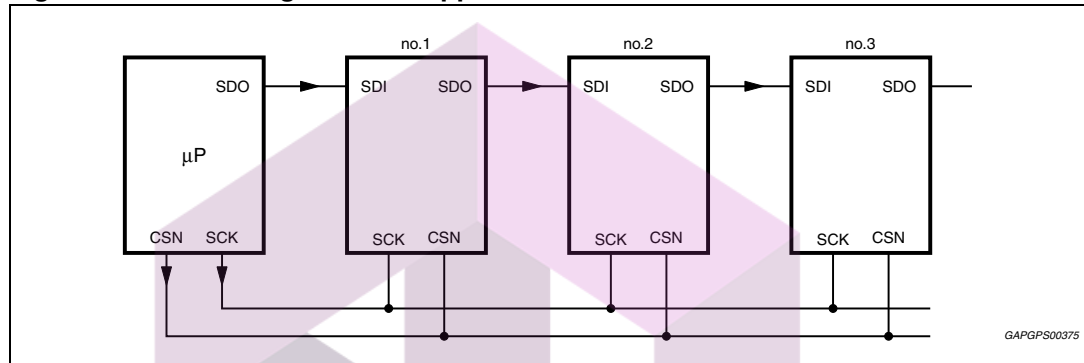 no.1 no.2 no.3
SDO SDI SDO SDI SDO SDI SDO
μP
CSN SCK SCK CSN SCK CSN SCK CSN
GAPGPS00375